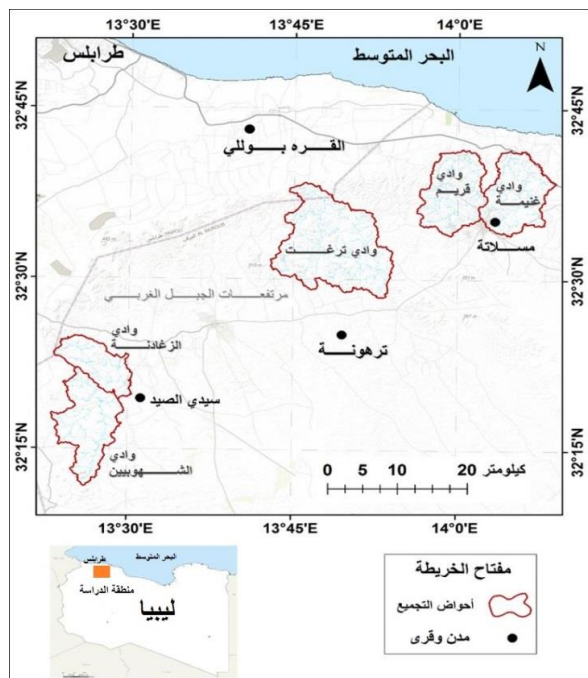 13°30'E 13°45'E 14°0'E
طرابلس
البحر المتوسط
N
32°45'N 32°45'N
القره بوللي
وادي
قريم
وادي
غنيمة
مسلاتة
وادي ترغت
32°30'N 32°30'N
مرتفعات الجبل الغربي
وادي
الزغادنة
ترهونة
سيدي الصيد
32°15'N 32°15'N
وادي
الشهوبيين
0 5 10 20 كيلومتر
13°30'E 13°45'E 14°0'E
طرابلس
البحر المتوسط
منطقة الدراسة
ليبيا
مفتاح الخريطة
أحواض التجميع
مدن وقرى